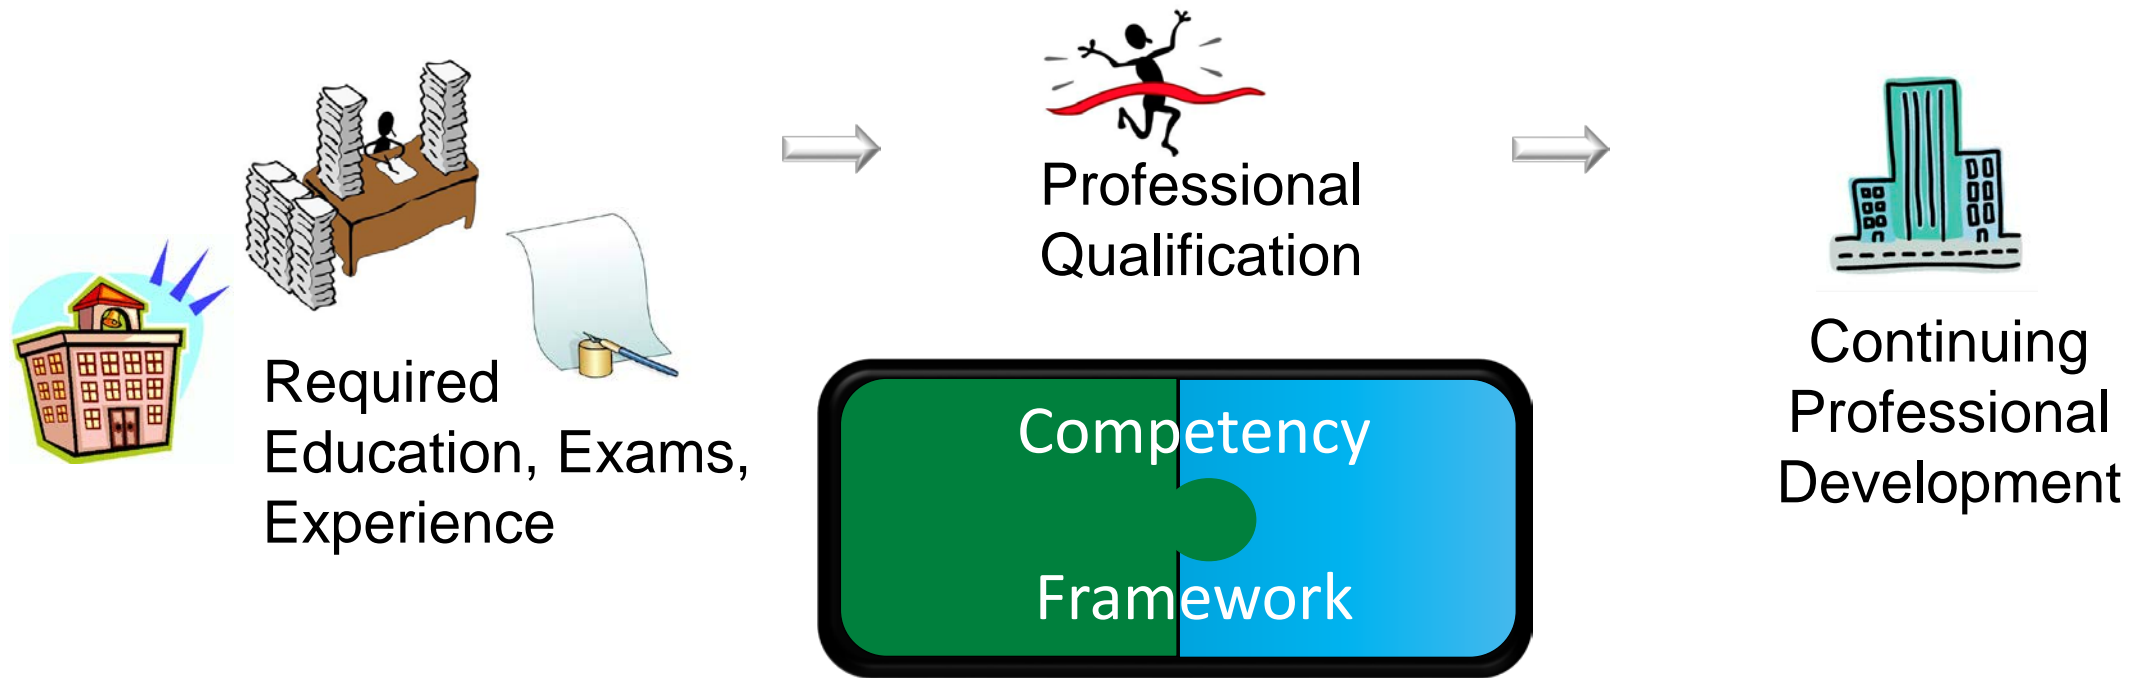 Required
Education, Exams,
Experience
Professional
Qualification
Competency
Framework
Continuing
Professional
Development